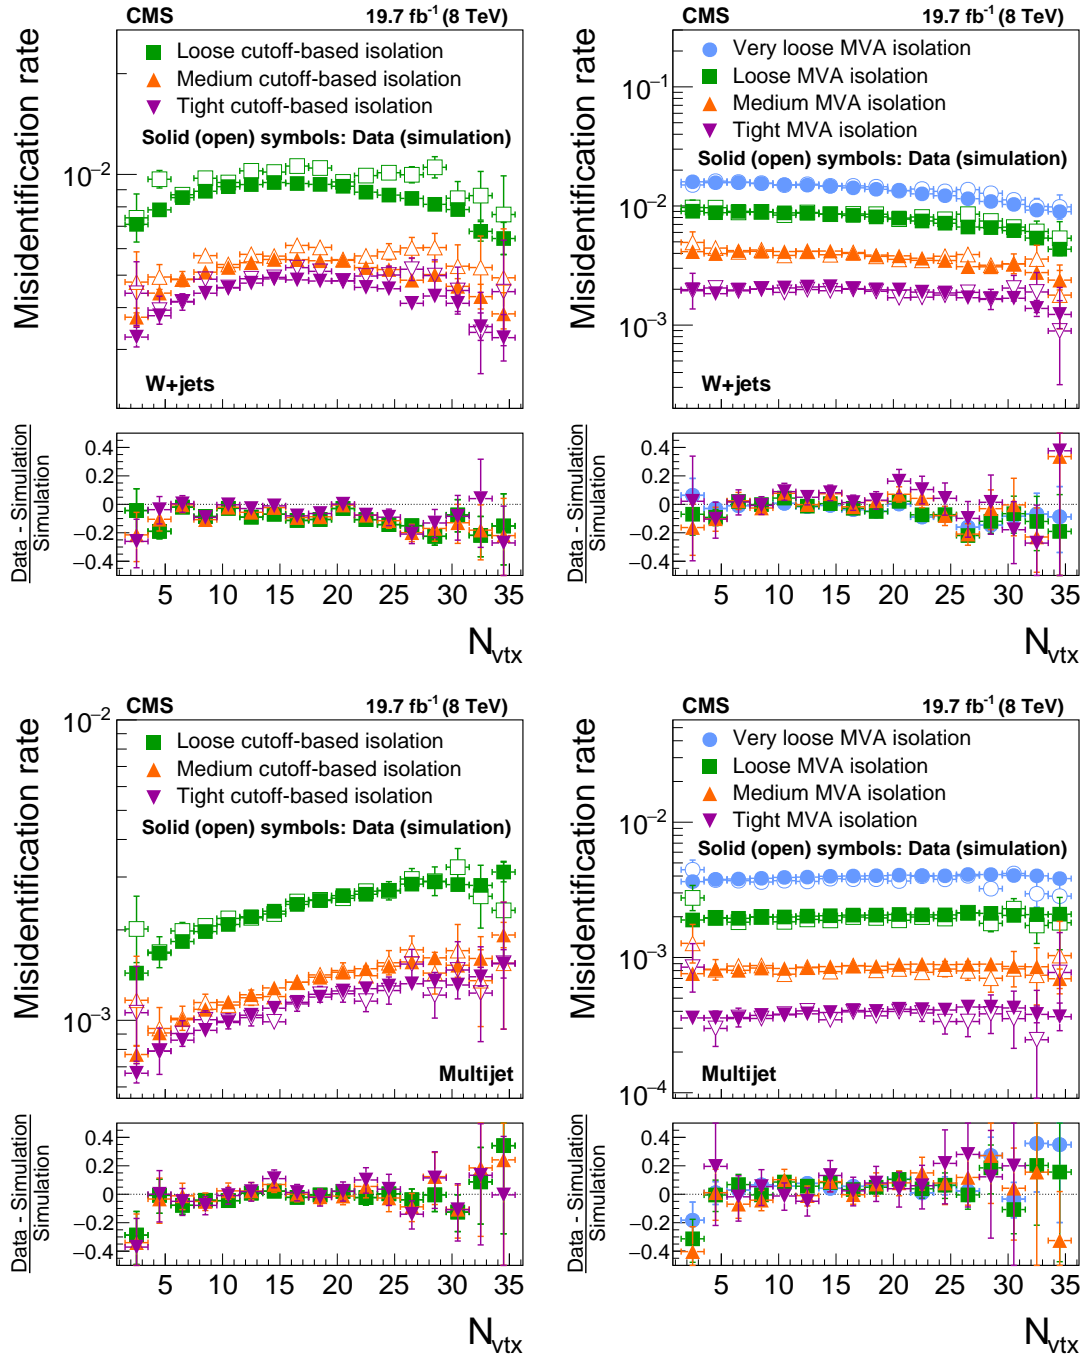 CMS 19.7 fb⁻¹ (8 TeV)
Misidentification rate
Loose cutoff-based isolation
Medium cutoff-based isolation
Tight cutoff-based isolation
Solid (open) symbols: Data (simulation)
10⁻²
W+jets
Data - Simulation
Simulation
0.4
0.2
0
−0.2
−0.4
5 10 15 20 25 30 35
Nvtx
CMS 19.7 fb⁻¹ (8 TeV)
Misidentification rate
Very loose MVA isolation
Loose MVA isolation
Medium MVA isolation
Tight MVA isolation
Solid (open) symbols: Data (simulation)
10⁻¹
10⁻²
10⁻³
W+jets
Data - Simulation
Simulation
0.4
0.2
0
−0.2
−0.4
5 10 15 20 25 30 35
Nvtx
CMS 19.7 fb⁻¹ (8 TeV)
Misidentification rate
10⁻²
Loose cutoff-based isolation
Medium cutoff-based isolation
Tight cutoff-based isolation
Solid (open) symbols: Data (simulation)
10⁻³
Multijet
Data - Simulation
Simulation
0.4
0.2
0
−0.2
−0.4
5 10 15 20 25 30 35
Nvtx
CMS 19.7 fb⁻¹ (8 TeV)
Misidentification rate
Very loose MVA isolation
Loose MVA isolation
Medium MVA isolation
Tight MVA isolation
Solid (open) symbols: Data (simulation)
10⁻²
10⁻³
10⁻⁴
Multijet
Data - Simulation
Simulation
0.4
0.2
0
−0.2
−0.4
5 10 15 20 25 30 35
Nvtx